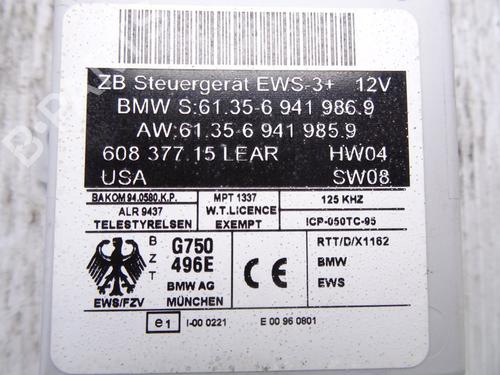 ZB Steuergerät EWS-3+ 12V
BMW S:61.35-6 941 986.9
AW:61.35-6 941 985.9
608 377.15 LEAR HW04
USA SW08
BAKOM 94.0580.K.P.
MPT 1337
125 KHZ
ALR 9437
TELESTYRELSEN
W.T.LICENCE
EXEMPT
ICP-050TC-95
BZT
G750
496E
BMW AG
MÜNCHEN
EWS/FZV
CE
RTT/D/X1162
BMW
EWS
e1 I-00 0221 E 00 96 0801